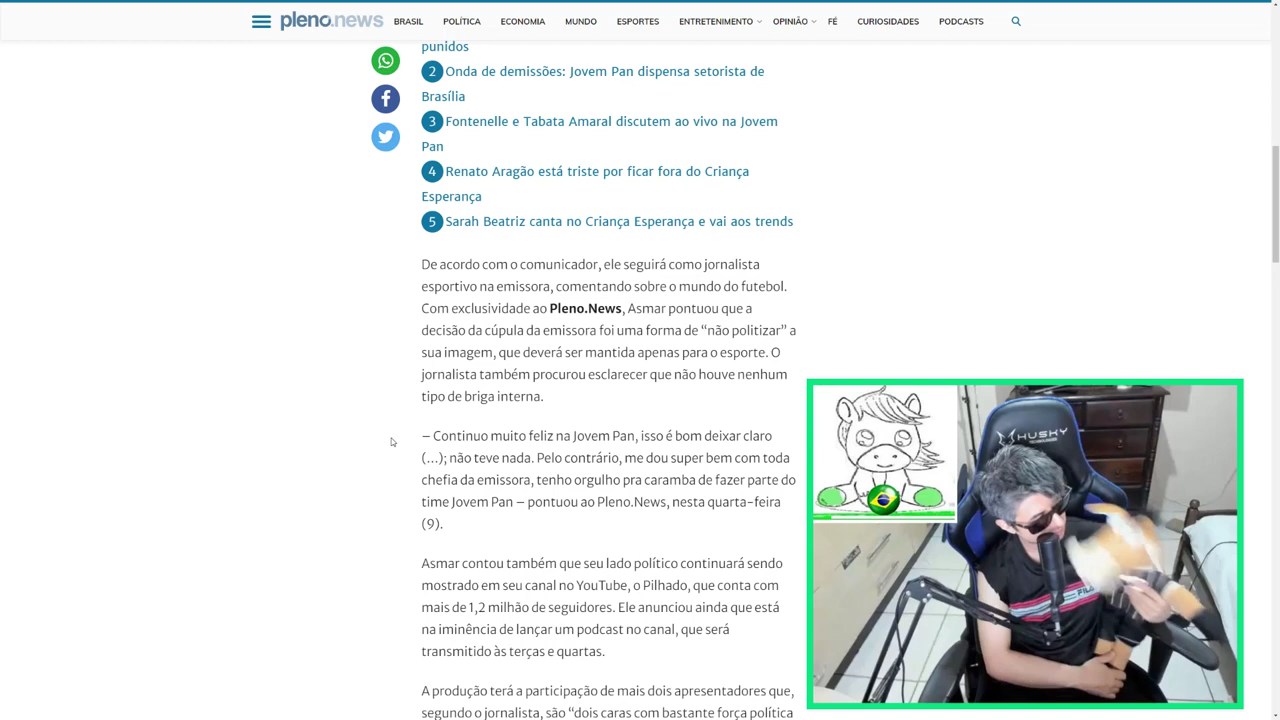 pleno.news BRASIL POLÍTICA ECONOMIA MUNDO ESPORTES ENTRETENIMENTO OPINIÃO FÉ CURIOSIDADES PODCASTS
punidos
2 Onda de demissões: Jovem Pan dispensa setorista de
Brasília
3 Fontenelle e Tabata Amaral discutem ao vivo na Jovem
Pan
4 Renato Aragão está triste por ficar fora do Criança
Esperança
5 Sarah Beatriz canta no Criança Esperança e vai aos trends
De acordo com o comunicador, ele seguirá como jornalista
esportivo na emissora, comentando sobre o mundo do futebol.
Com exclusividade ao Pleno.News, Asmar pontuou que a
decisão da cúpula da emissora foi uma forma de “não politizar” a
sua imagem, que deverá ser mantida apenas para o esporte. O
jornalista também procurou esclarecer que não houve nenhum
tipo de briga interna.
– Continuo muito feliz na Jovem Pan, isso é bom deixar claro
(…); não teve nada. Pelo contrário, me dou super bem com toda
chefia da emissora, tenho orgulho pra caramba de fazer parte do
time Jovem Pan – pontuou ao Pleno.News, nesta quarta-feira
(9).
Asmar contou também que seu lado político continuará sendo
mostrado em seu canal no YouTube, o Pilhado, que conta com
mais de 1,2 milhão de seguidores. Ele anunciou ainda que está
na iminência de lançar um podcast no canal, que será
transmitido às terças e quartas.
A produção terá a participação de mais dois apresentadores que,
segundo o jornalista, são “dois caras com bastante força política
HUSKY
FILA